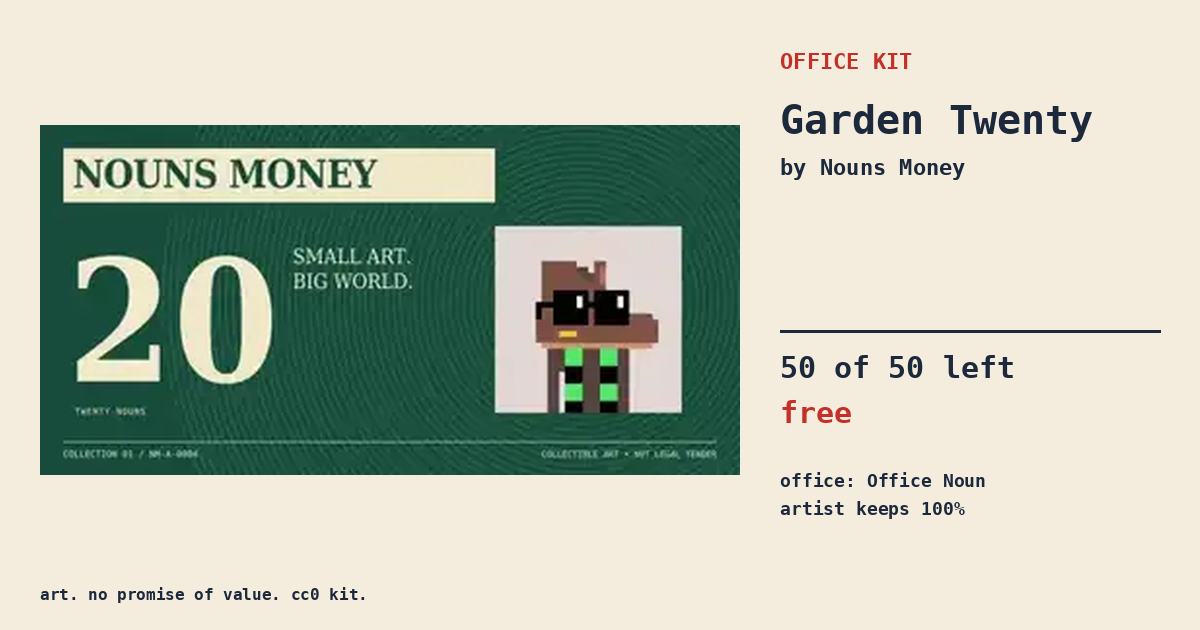 NOUNS MONEY
20
SMALL ART.
BIG WORLD.
TWENTY NOUNS
COLLECTION 01 / NM-A-0004
COLLECTIBLE ART • NOT LEGAL TENDER
OFFICE KIT
Garden Twenty
by Nouns Money
50 of 50 left
free
office: Office Noun
artist keeps 100%
art. no promise of value. cc0 kit.